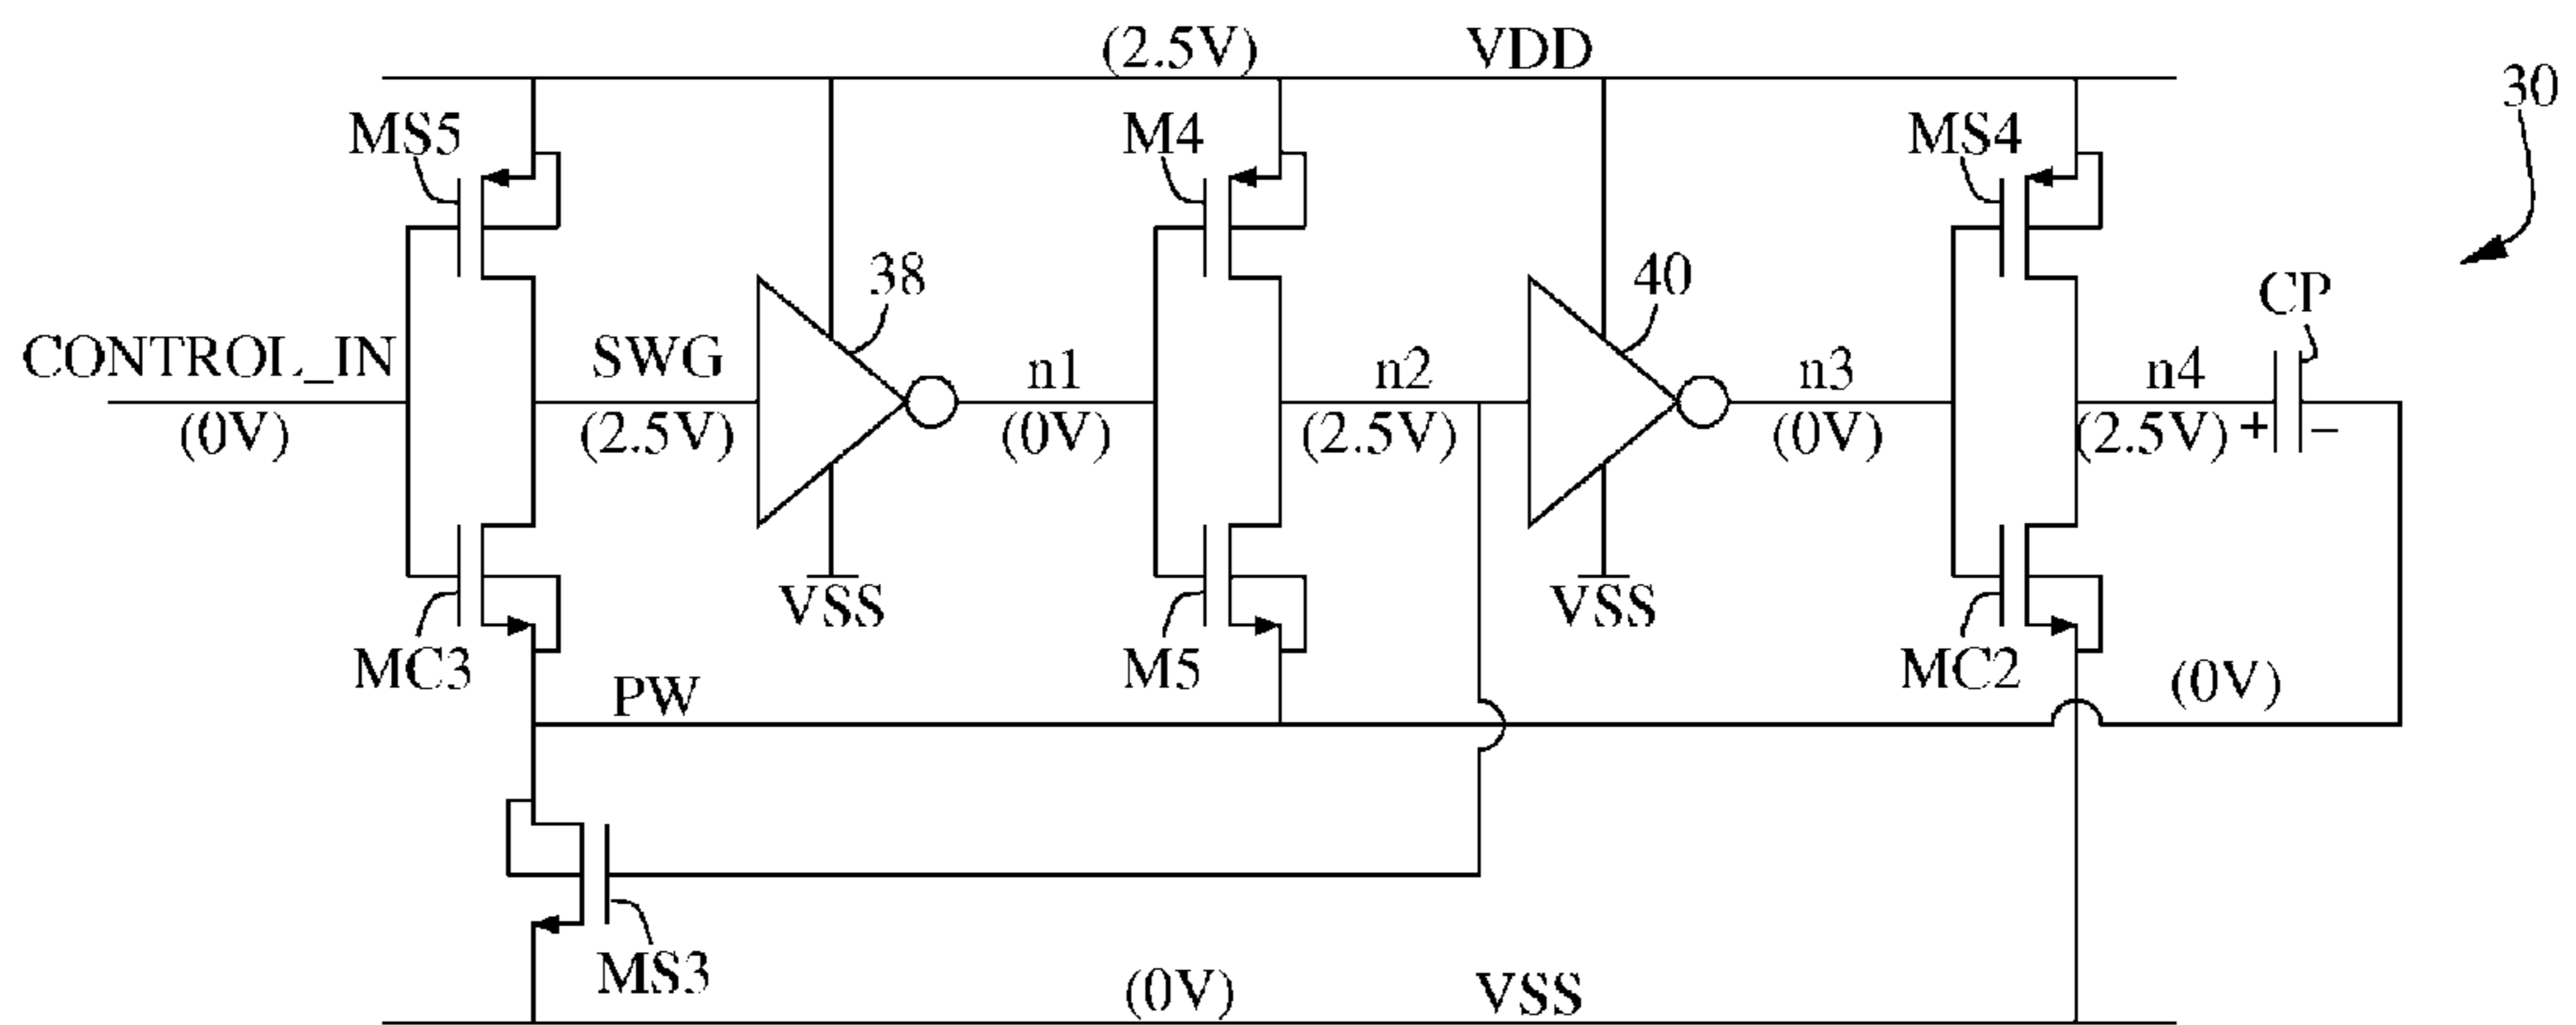 (2.5V) VDD
30
MS5 M4 MS4
38 40 CP
CONTROL_IN SWG n1 n2 n3 n4
(0V) (2.5V) (0V) (2.5V) (0V) (2.5V) + −
VSS VSS
MC3 M5 MC2
PW (0V)
MS3
(0V) VSS